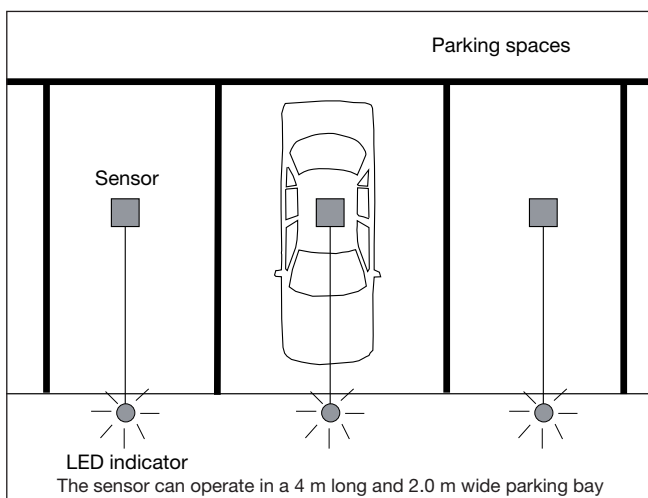 Parking spaces
Sensor
LED indicator
The sensor can operate in a 4 m long and 2.0 m wide parking bay